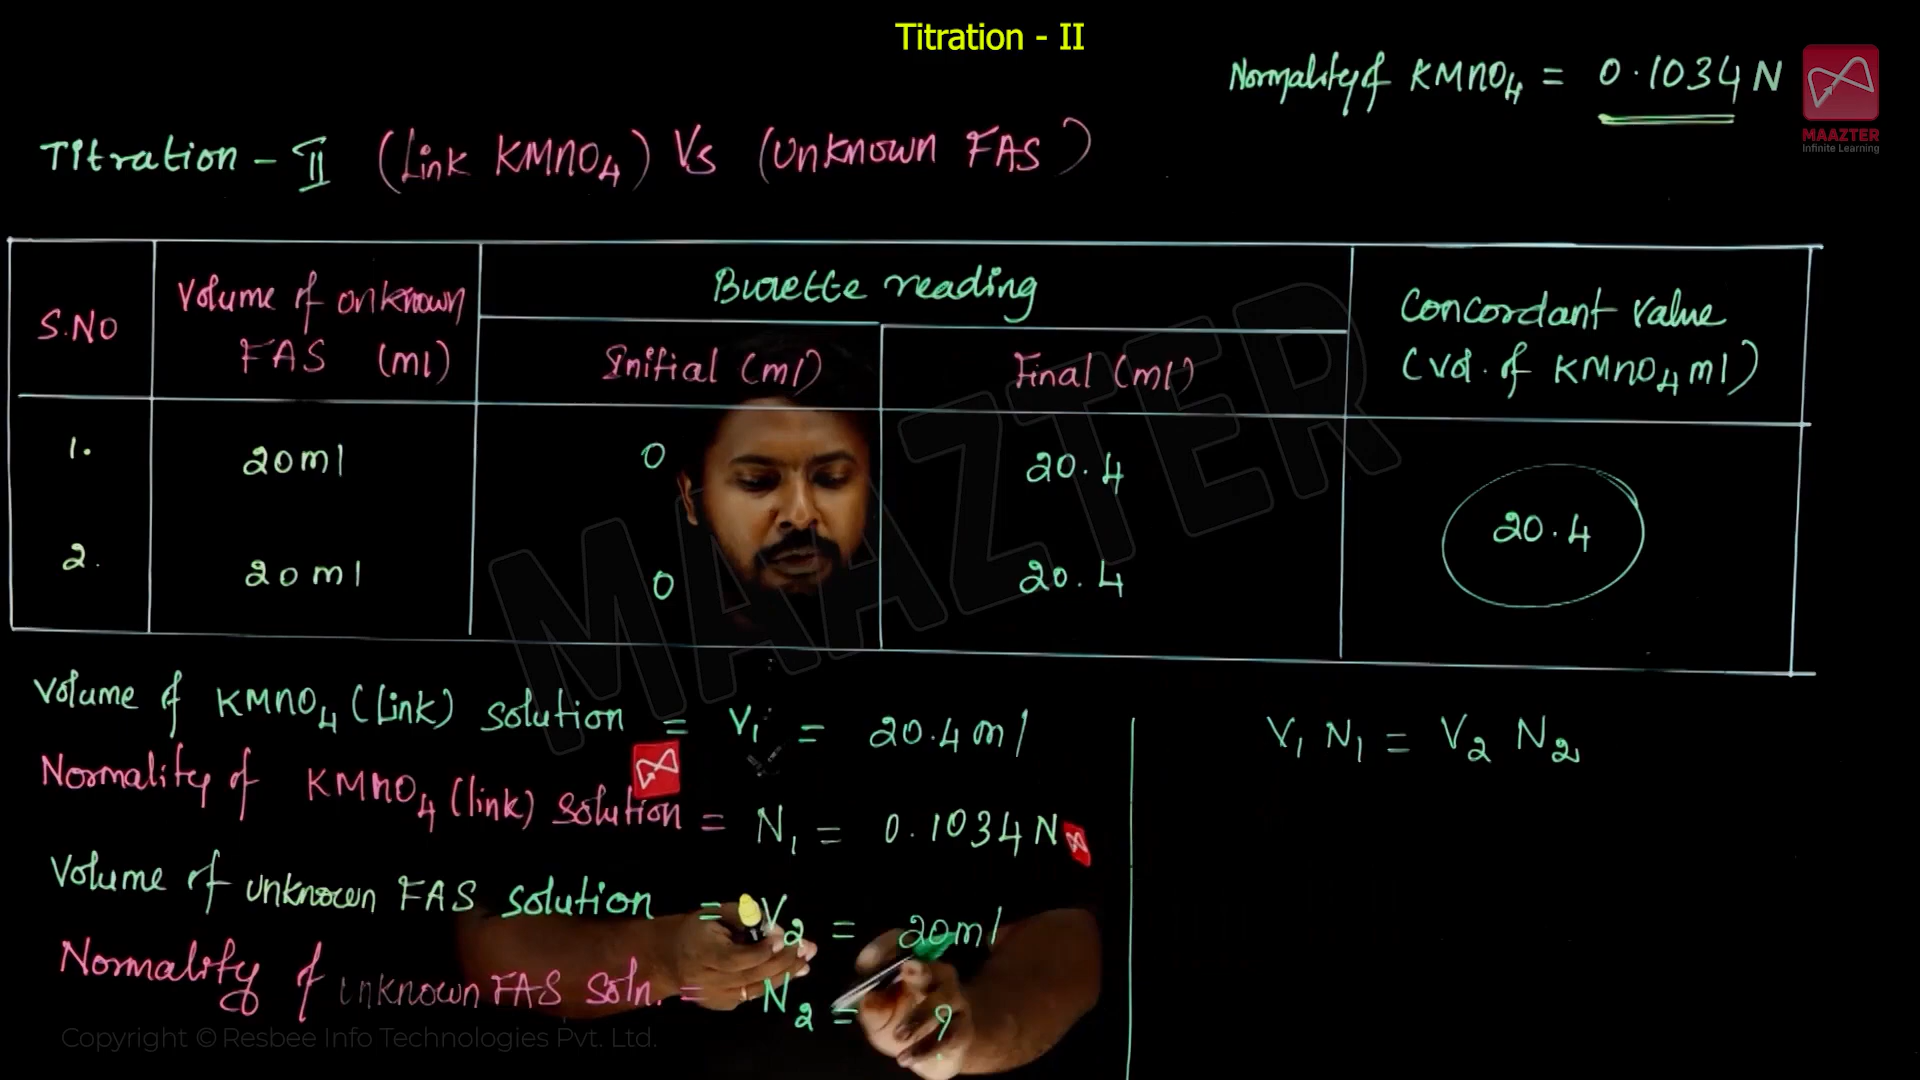 Titration - II
Normality of KMnO4 = 0.1034 N
MAAZTER
Infinite Learning
Titration - II (Link KMnO4) Vs (Unknown FAS)
S.NO
Volume of unknown FAS (ml)
Burette reading
Initial (ml)
Final (ml)
Concordant value (Vol. of KMnO4 ml)
1. 20ml 0 20.4
20.4
2. 20ml 0 20.4
MAAZTER
Volume of KMnO4 (Link) solution = V1 = 20.4ml
V1 N1 = V2 N2
Normality of KMnO4 (link) solution = N1 = 0.1034 N
Volume of unknown FAS solution = V2 = 20ml
Normality of unknown FAS soln. = N2 = ?
Copyright © Resbee Info Technologies Pvt. Ltd.